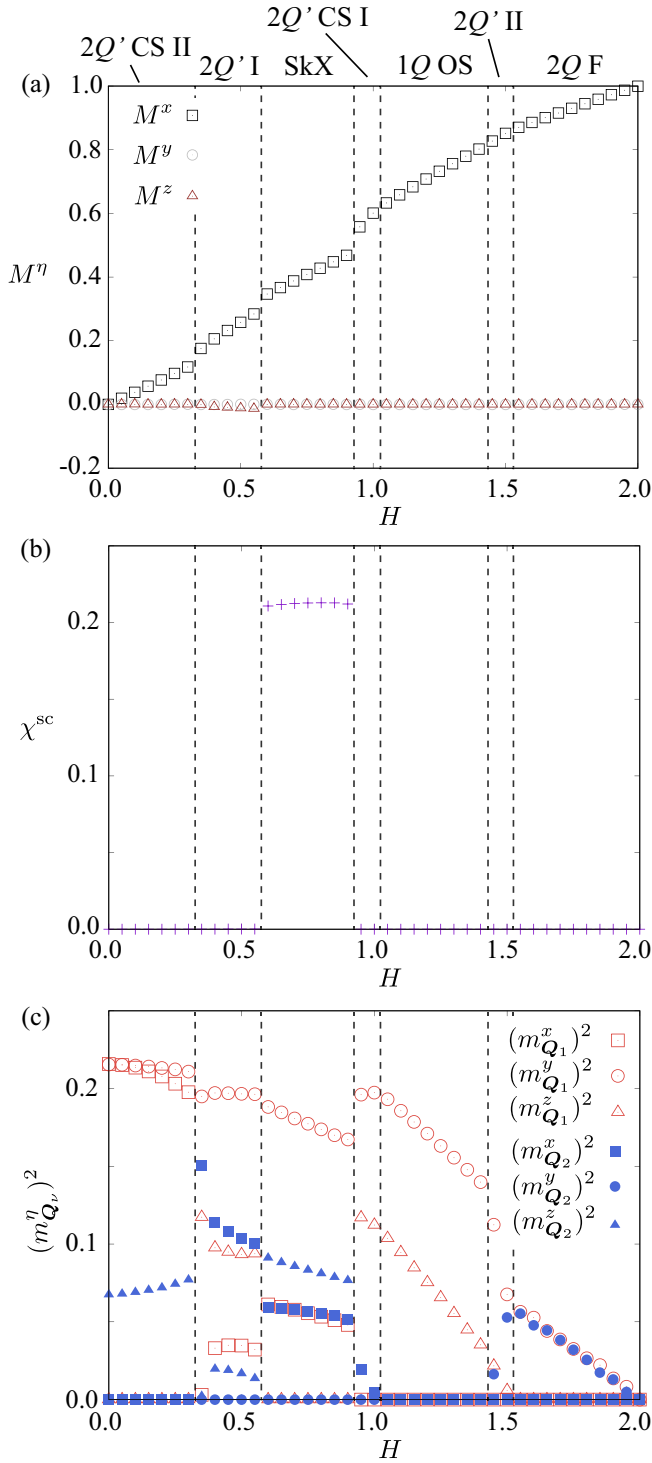 2Q' CS II 2Q' I SkX 2Q' CS I 1Q OS 2Q' II 2Q F
(a)
1.0
M^x
M^y
0.8
M^z
0.6
M^η
0.4
0.2
0.0
-0.2
0.0 0.5 1.0 1.5 2.0
H
(b)
0.2
χ^sc
0.1
0.0
0.0 0.5 1.0 1.5 2.0
H
(c)
(m^x_{Q_1})^2
(m^y_{Q_1})^2
0.2
(m^z_{Q_1})^2
(m^x_{Q_2})^2
(m^y_{Q_2})^2
(m^z_{Q_2})^2
(m^η_{Q_ν})^2
0.1
0.0
0.0 0.5 1.0 1.5 2.0
H